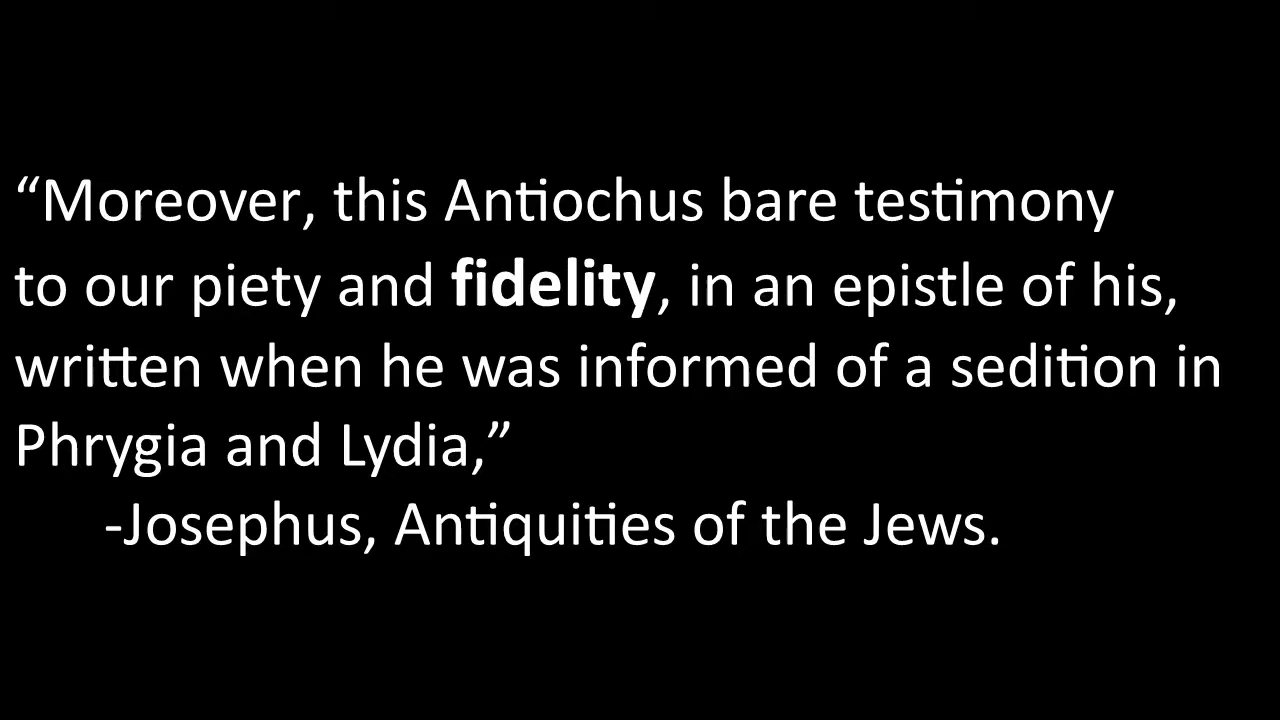 “Moreover, this Antiochus bare testimony
to our piety and fidelity, in an epistle of his,
written when he was informed of a sedition in
Phrygia and Lydia,”
-Josephus, Antiquities of the Jews.